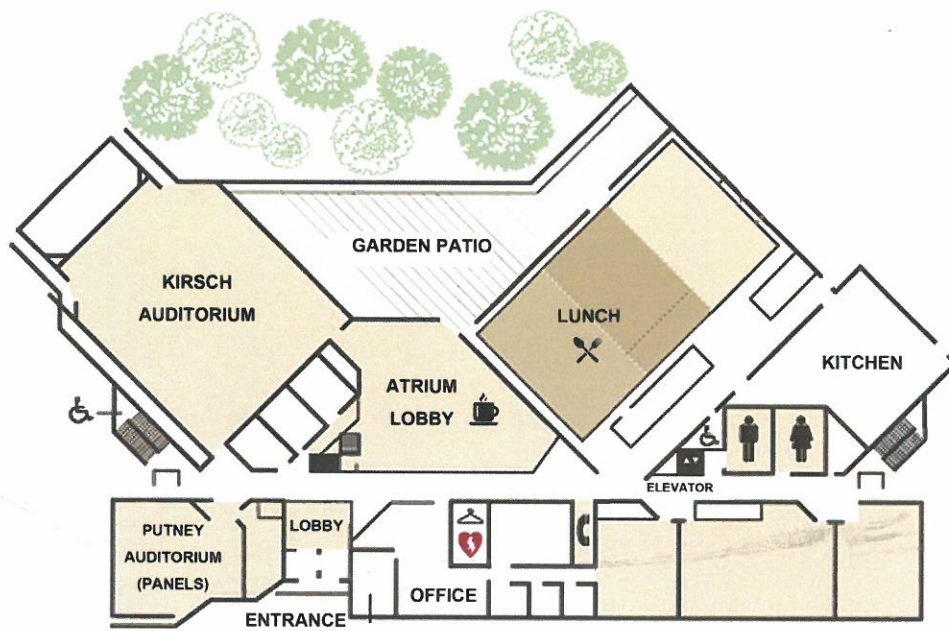 GARDEN PATIO
KIRSCH
AUDITORIUM
LUNCH
KITCHEN
ATRIUM
LOBBY
ELEVATOR
PUTNEY
AUDITORIUM
(PANELS)
LOBBY
OFFICE
ENTRANCE